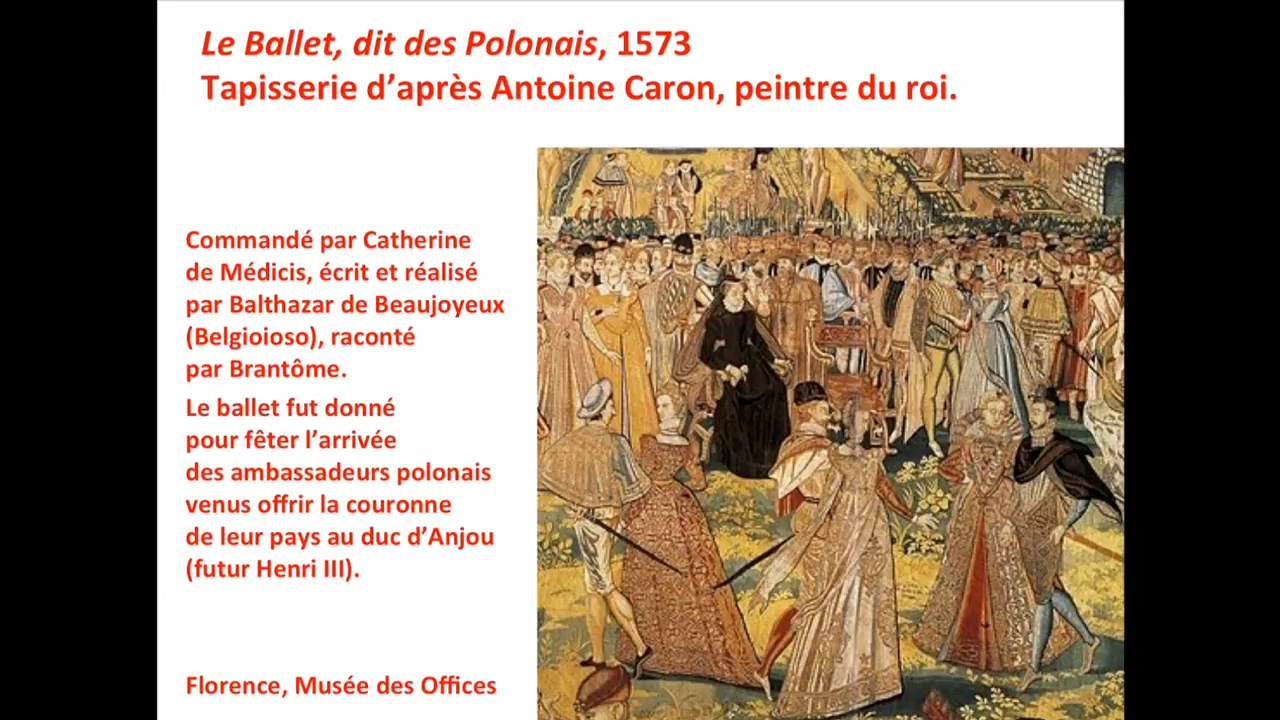 Le Ballet, dit des Polonais, 1573
Tapisserie d’après Antoine Caron, peintre du roi.
Commandé par Catherine
de Médicis, écrit et réalisé
par Balthazar de Beaujoyeux
(Belgioioso), raconté
par Brantôme.
Le ballet fut donné
pour fêter l’arrivée
des ambassadeurs polonais
venus offrir la couronne
de leur pays au duc d’Anjou
(futur Henri III).
Florence, Musée des Offices